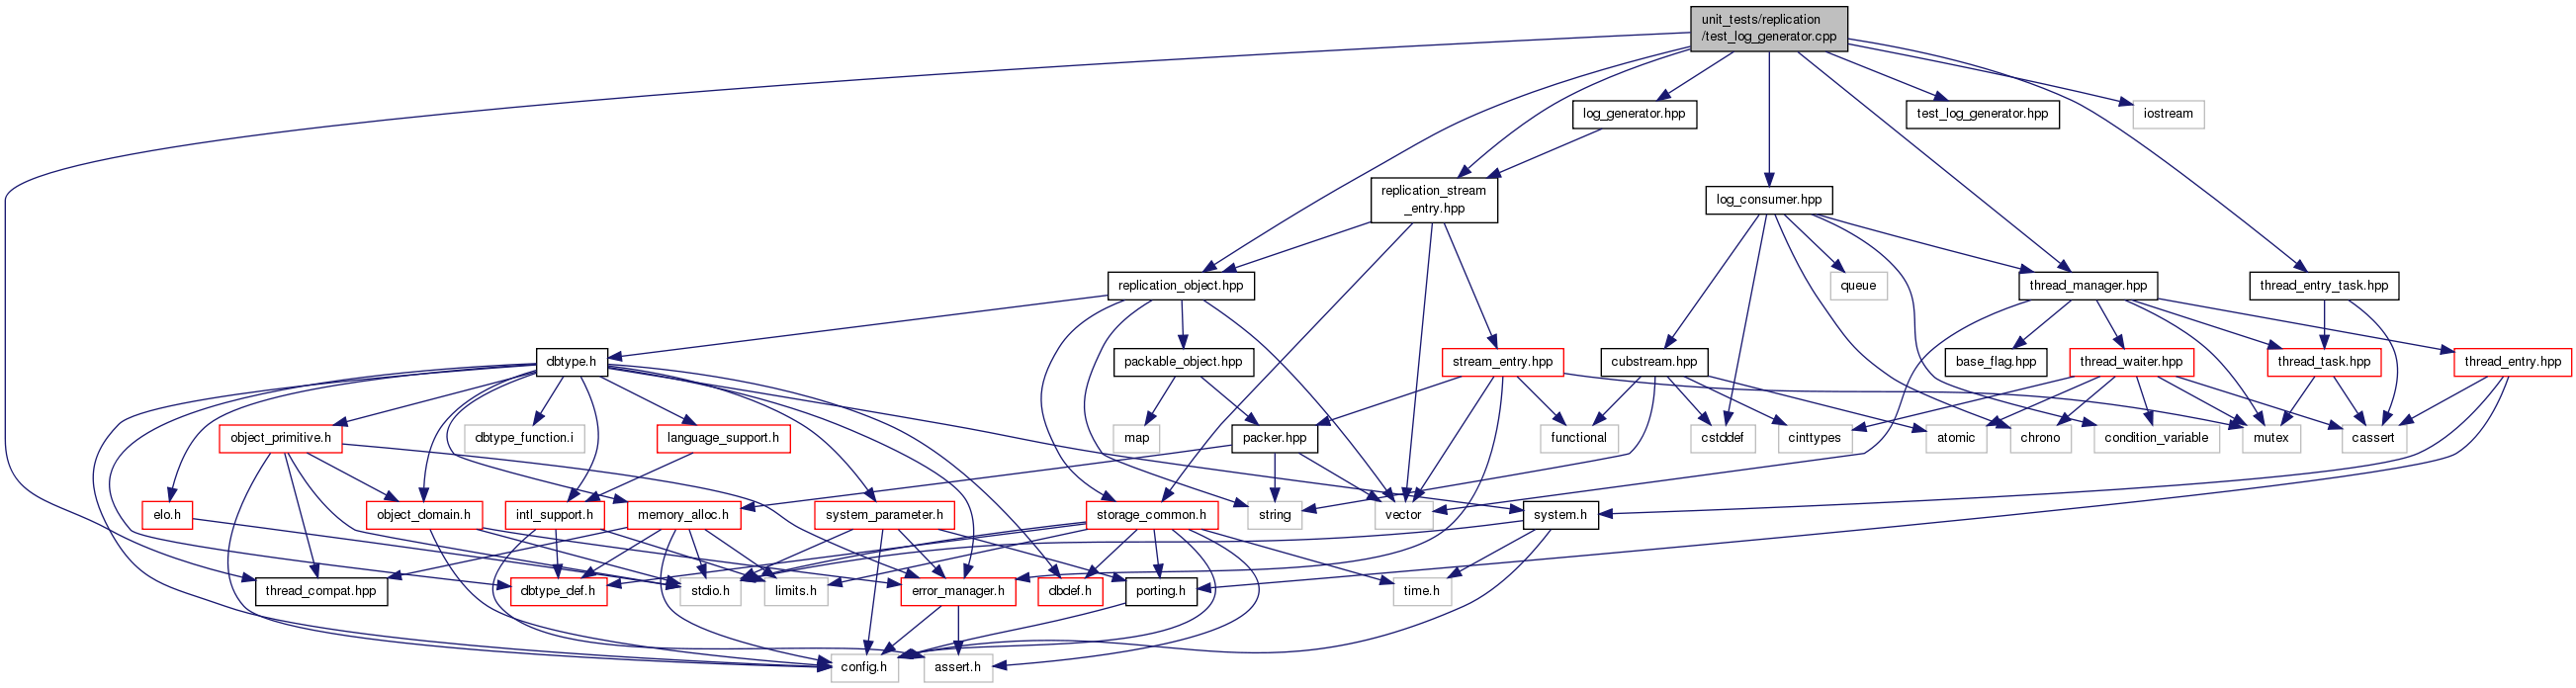 unit_tests/replication
/test_log_generator.cpp
log_generator.hpp
test_log_generator.hpp
iostream
replication_stream
_entry.hpp
log_consumer.hpp
replication_object.hpp
queue
thread_manager.hpp
thread_entry_task.hpp
dbtype.h
packable_object.hpp
stream_entry.hpp
cubstream.hpp
base_flag.hpp
thread_waiter.hpp
thread_task.hpp
thread_entry.hpp
object_primitive.h
dbtype_function.i
language_support.h
map
packer.hpp
functional
cstddef
cinttypes
atomic
chrono
condition_variable
mutex
cassert
elo.h
object_domain.h
intl_support.h
memory_alloc.h
system_parameter.h
storage_common.h
string
vector
system.h
thread_compat.hpp
dbtype_def.h
stdio.h
limits.h
error_manager.h
dbdef.h
porting.h
time.h
config.h
assert.h